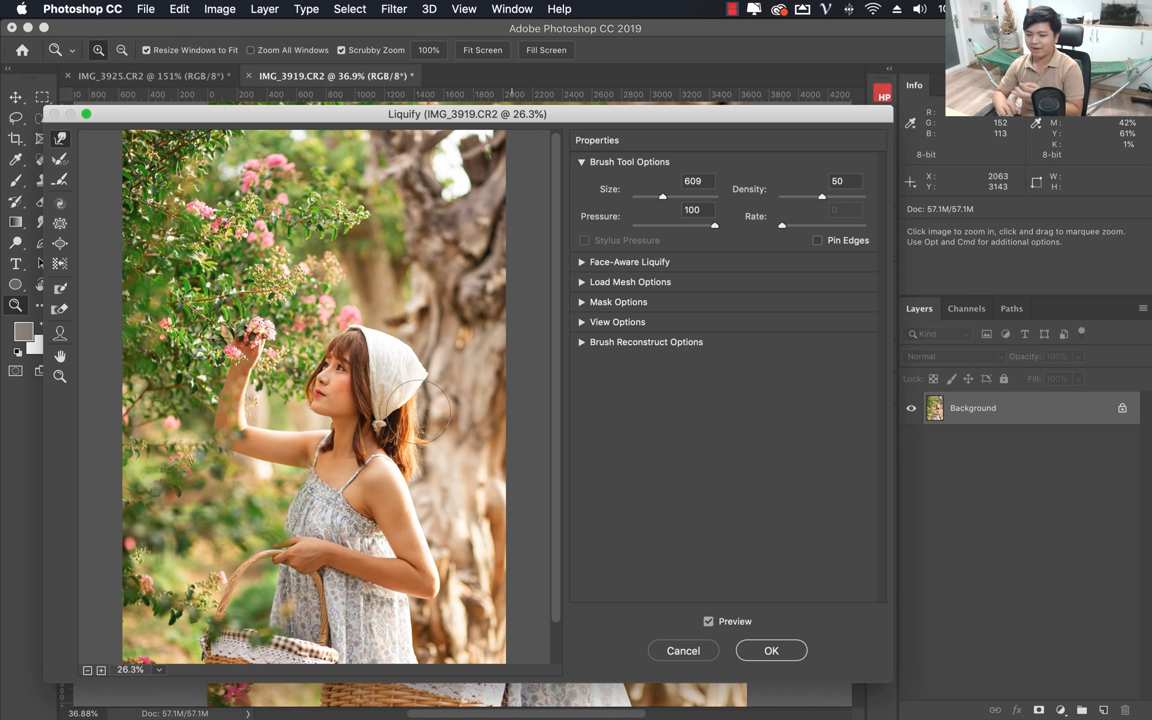 Photoshop CC File Edit Image Layer Type Select Filter 3D View Window Help
Adobe Photoshop CC 2019
Resize Windows to Fit Zoom All Windows Scrubby Zoom 100% Fit Screen Fill Screen
IMG_3925.CR2 @ 151% (RGB/8*) * IMG_3919.CR2 @ 36.9% (RGB/8*) *
800 600 400 200 0 200 400 600 800 1000 1200 1400 1600 1800 2000 2200 2400 2600 2800 3000 3200 3400 3600 3800 4000 4200
Liquify (IMG_3919.CR2 @ 26.3%)
Properties
Brush Tool Options
Size: 609 Density: 50
Pressure: 100 Rate: 0
Stylus Pressure Pin Edges
Face-Aware Liquify
Load Mesh Options
Mask Options
View Options
Brush Reconstruct Options
Preview
Cancel OK
26.3%
36.88% Doc: 57.1M/57.1M
HP
Info
R:
G: 152 M: 42%
B: 113 Y: 61%
K: 1%
8-bit 8-bit
X: 2063 W:
Y: 3143 H:
Doc: 57.1M/57.1M
Click image to zoom in, or click and drag to marquee zoom.
Use Opt and Cmd for additional options.
Layers Channels Paths
Kind
Normal Opacity: 100%
Lock: Fill: 100%
Background
fx